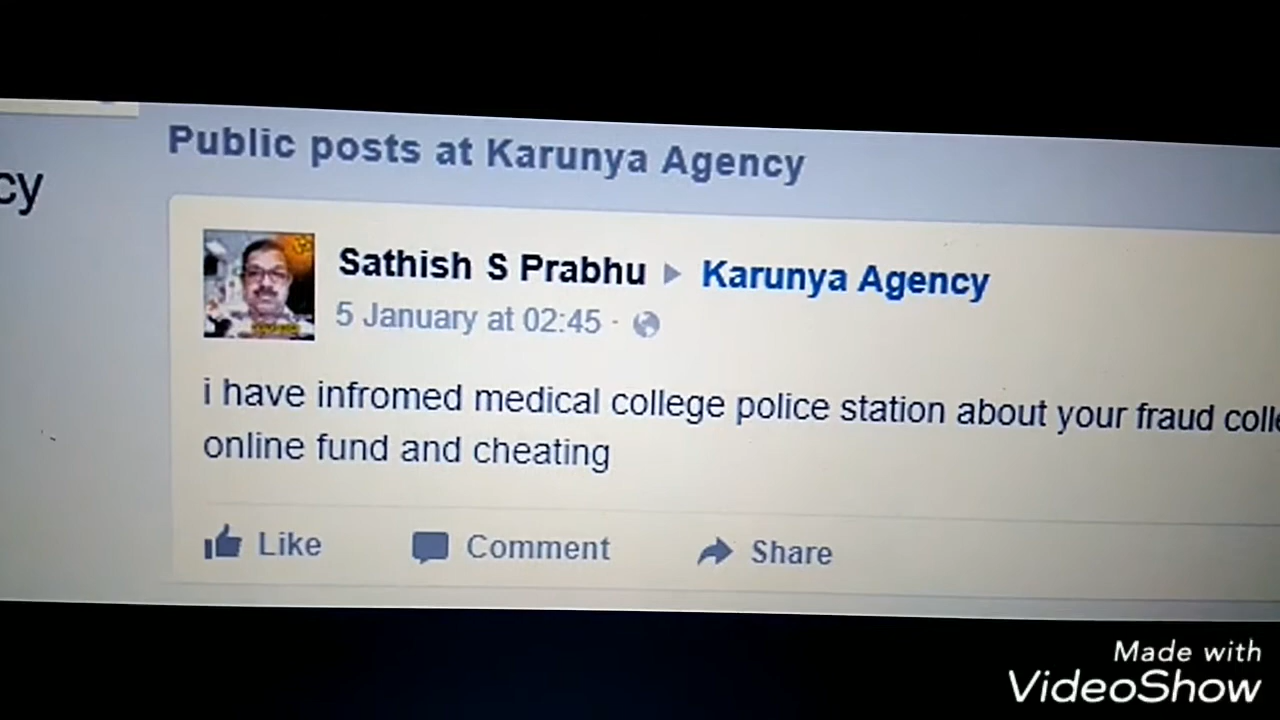 cy
Public posts at Karunya Agency
Sathish S Prabhu Karunya Agency
5 January at 02:45 ·
i have infromed medical college police station about your fraud colle
online fund and cheating
Like Comment Share
Made with
VideoShow